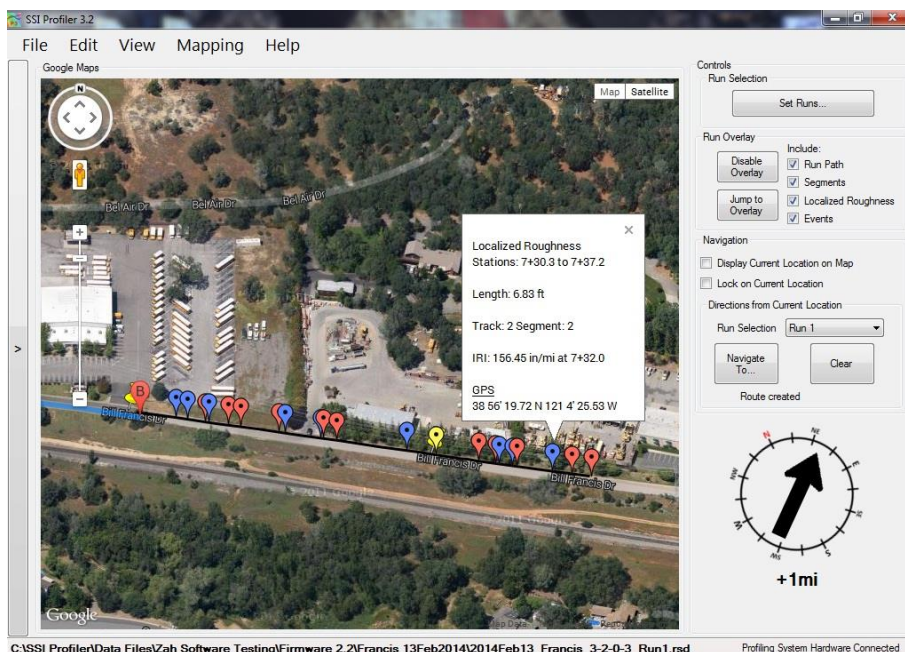 SSI Profiler 3.2
File Edit View Mapping Help
Google Maps
N
Map Satellite
Bel Air Dr Bel Air Dr Bel Air Dr
Localized Roughness
Stations: 7+30.3 to 7+37.2
Length: 6.83 ft
Track: 2 Segment: 2
IRI: 156.45 in/mi at 7+32.0
GPS
38 56' 19.72 N 121 4' 25.53 W
B
Bill Francis Dr
Bill Francis Dr
Bill Francis Dr
© 2011 Google
© 2011 Google
Google
Map Data
>
Controls
Run Selection
Set Runs...
Run Overlay
Disable Overlay
Jump to Overlay
Include:
Run Path
Segments
Localized Roughness
Events
Navigation
Display Current Location on Map
Lock on Current Location
Directions from Current Location
Run Selection Run 1
Navigate To...
Clear
Route created
N
NE
E
SE
S
SW
W
NW
+1mi
C:\SSI Profiler\Data Files\Zah Software Testing\Firmware 2.2\Francis 13Feb2014\2014Feb13_Francis_3-2-0-3_Run1.rsd
Profiling System Hardware Connected